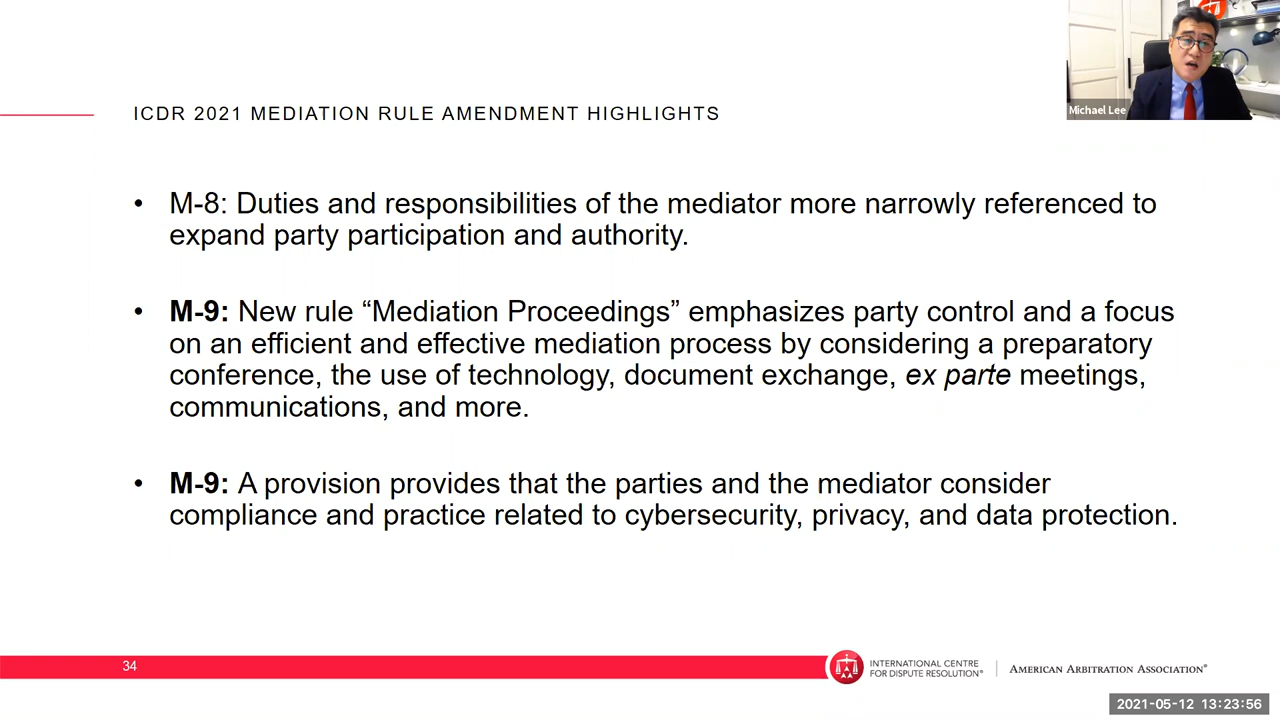 ICDR 2021 MEDIATION RULE AMENDMENT HIGHLIGHTS
Michael Lee
• M-8: Duties and responsibilities of the mediator more narrowly referenced to
expand party participation and authority.
• M-9: New rule “Mediation Proceedings” emphasizes party control and a focus
on an efficient and effective mediation process by considering a preparatory
conference, the use of technology, document exchange, ex parte meetings,
communications, and more.
• M-9: A provision provides that the parties and the mediator consider
compliance and practice related to cybersecurity, privacy, and data protection.
34
INTERNATIONAL CENTRE
FOR DISPUTE RESOLUTION®
AMERICAN ARBITRATION ASSOCIATION®
2021-05-12 13:23:56